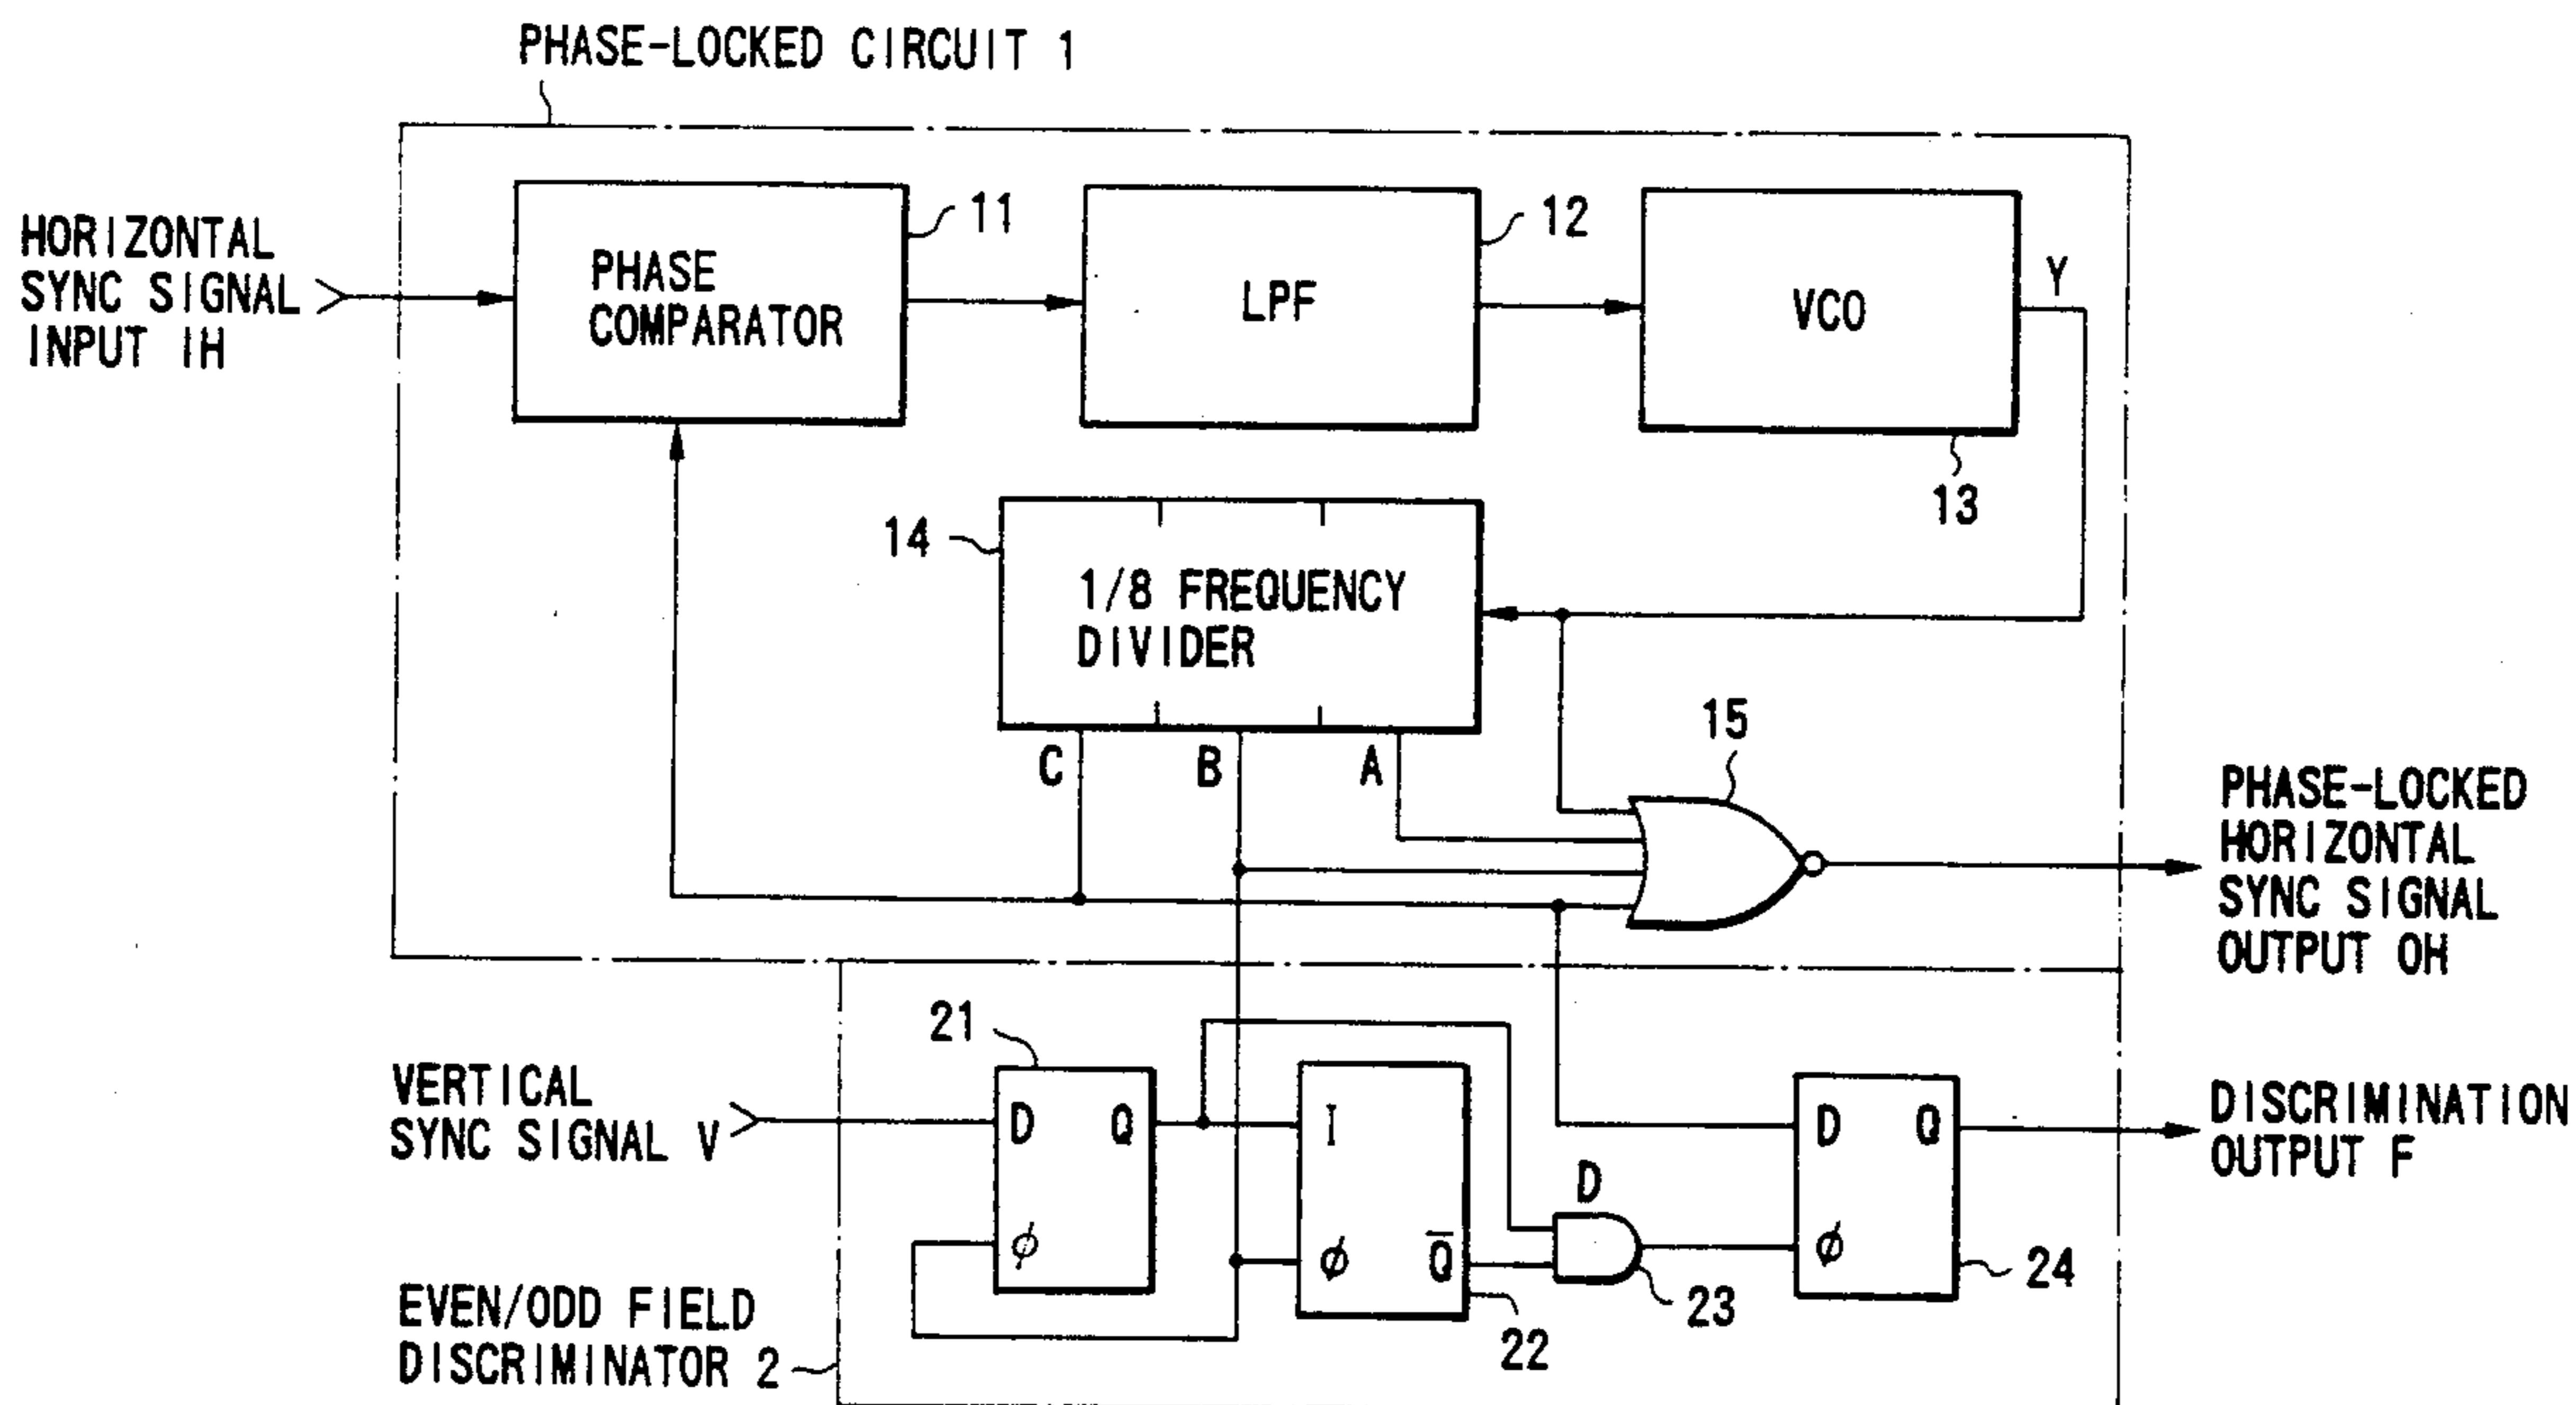 PHASE-LOCKED CIRCUIT 1
HORIZONTAL
SYNC SIGNAL
INPUT IH
PHASE
COMPARATOR
11
LPF
12
VCO
13
Y
14
1/8 FREQUENCY
DIVIDER
C
B
A
15
PHASE-LOCKED
HORIZONTAL
SYNC SIGNAL
OUTPUT OH
VERTICAL
SYNC SIGNAL V
21
D
Q
ϕ
I
ϕ
Q̅
22
D
23
D
Q
ϕ
24
DISCRIMINATION
OUTPUT F
EVEN/ODD FIELD
DISCRIMINATOR 2